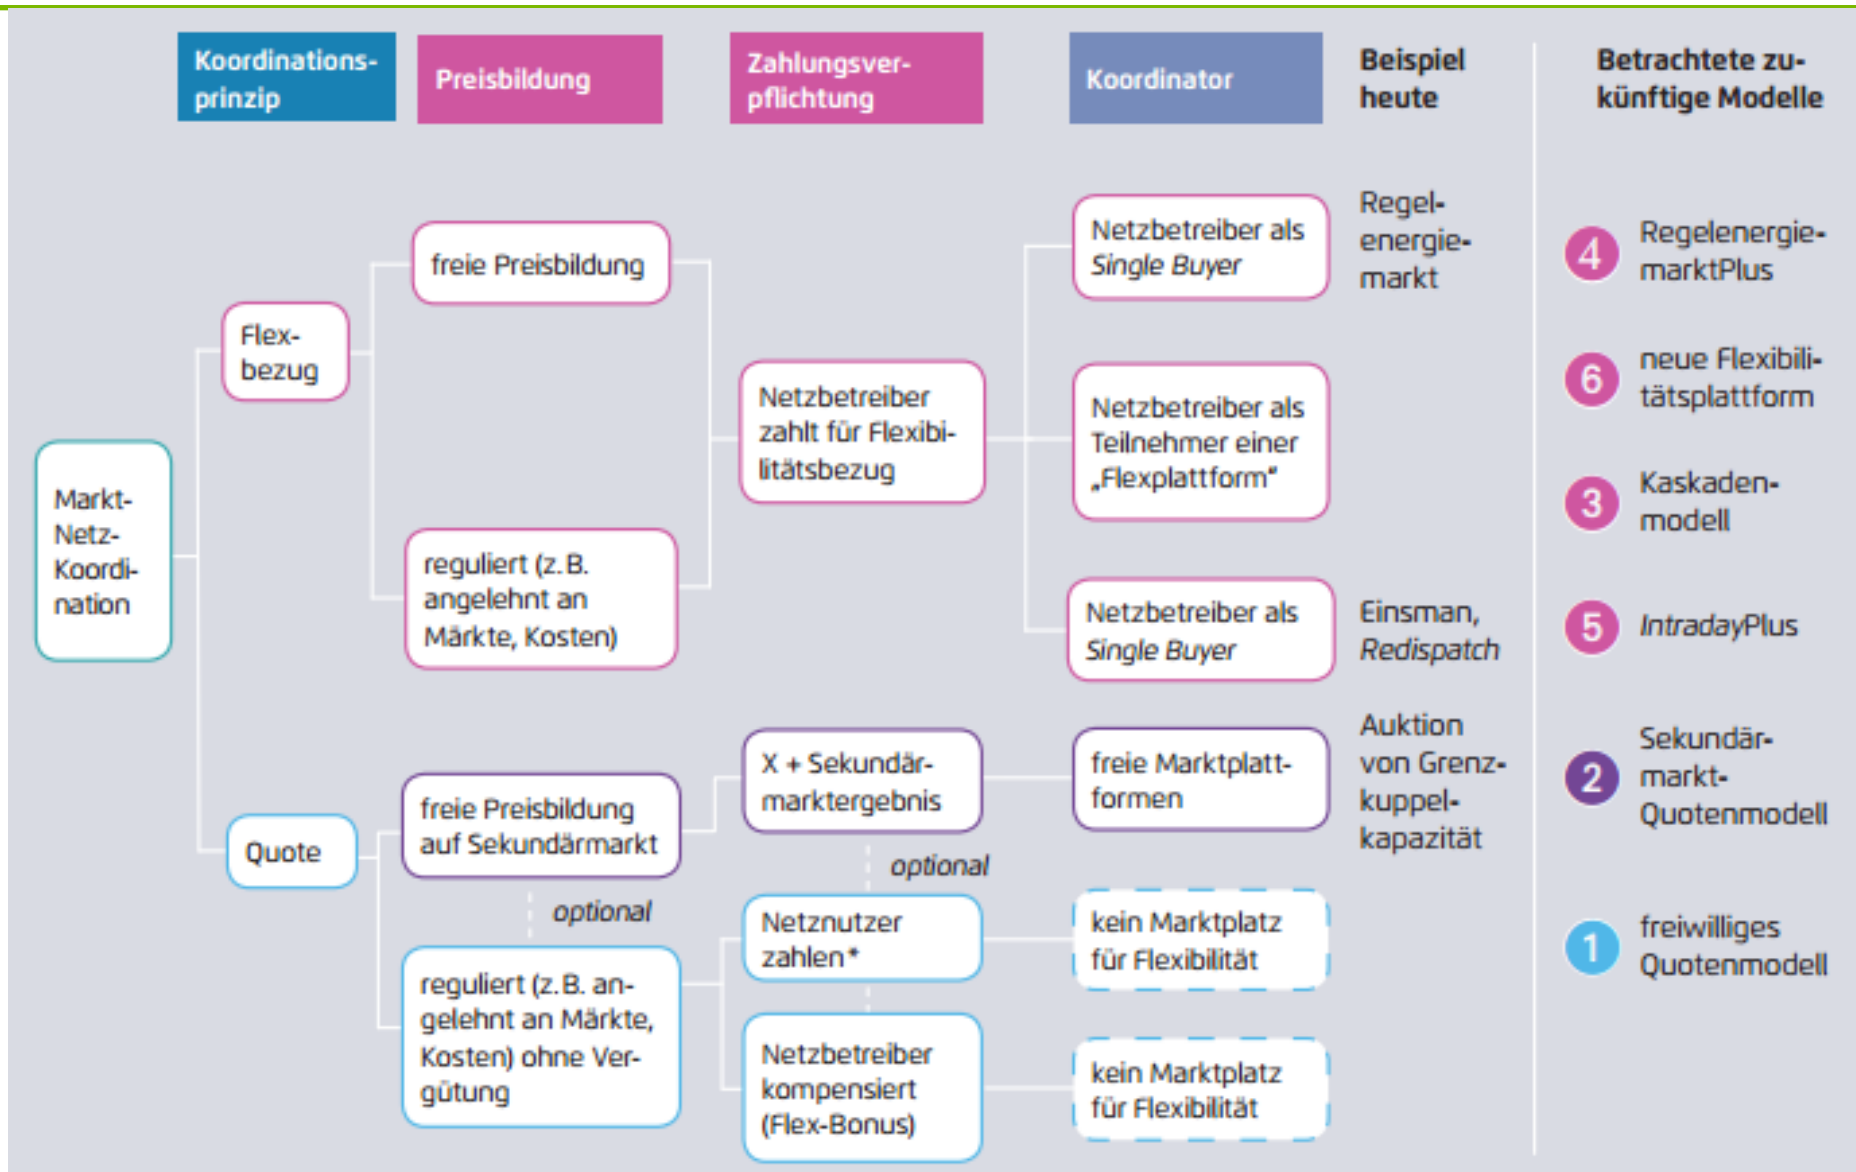 Koordinations-
prinzip
Preisbildung
Zahlungsver-
pflichtung
Koordinator
Beispiel
heute
Betrachtete zu-
künftige Modelle
Markt-
Netz-
Koordi-
nation
Flex-
bezug
Quote
freie Preisbildung
reguliert (z. B.
angelehnt an
Märkte, Kosten)
freie Preisbildung
auf Sekundärmarkt
optional
reguliert (z. B. an-
gelehnt an Märkte,
Kosten) ohne Ver-
gütung
Netzbetreiber
zahlt für Flexibi-
litätsbezug
X + Sekundär-
marktergebnis
optional
Netznutzer
zahlen*
Netzbetreiber
kompensiert
(Flex-Bonus)
Netzbetreiber als
Single Buyer
Netzbetreiber als
Teilnehmer einer
„Flexplattform“
Netzbetreiber als
Single Buyer
freie Marktplatt-
formen
kein Marktplatz
für Flexibilität
kein Marktplatz
für Flexibilität
Regel-
energie-
markt
Einsman,
Redispatch
Auktion
von Grenz-
kuppel-
kapazität
4 Regelenergie-
marktPlus
6 neue Flexibili-
tätsplattform
3 Kaskaden-
modell
5 IntradayPlus
2 Sekundär-
markt-
Quotenmodell
1 freiwilliges
Quotenmodell